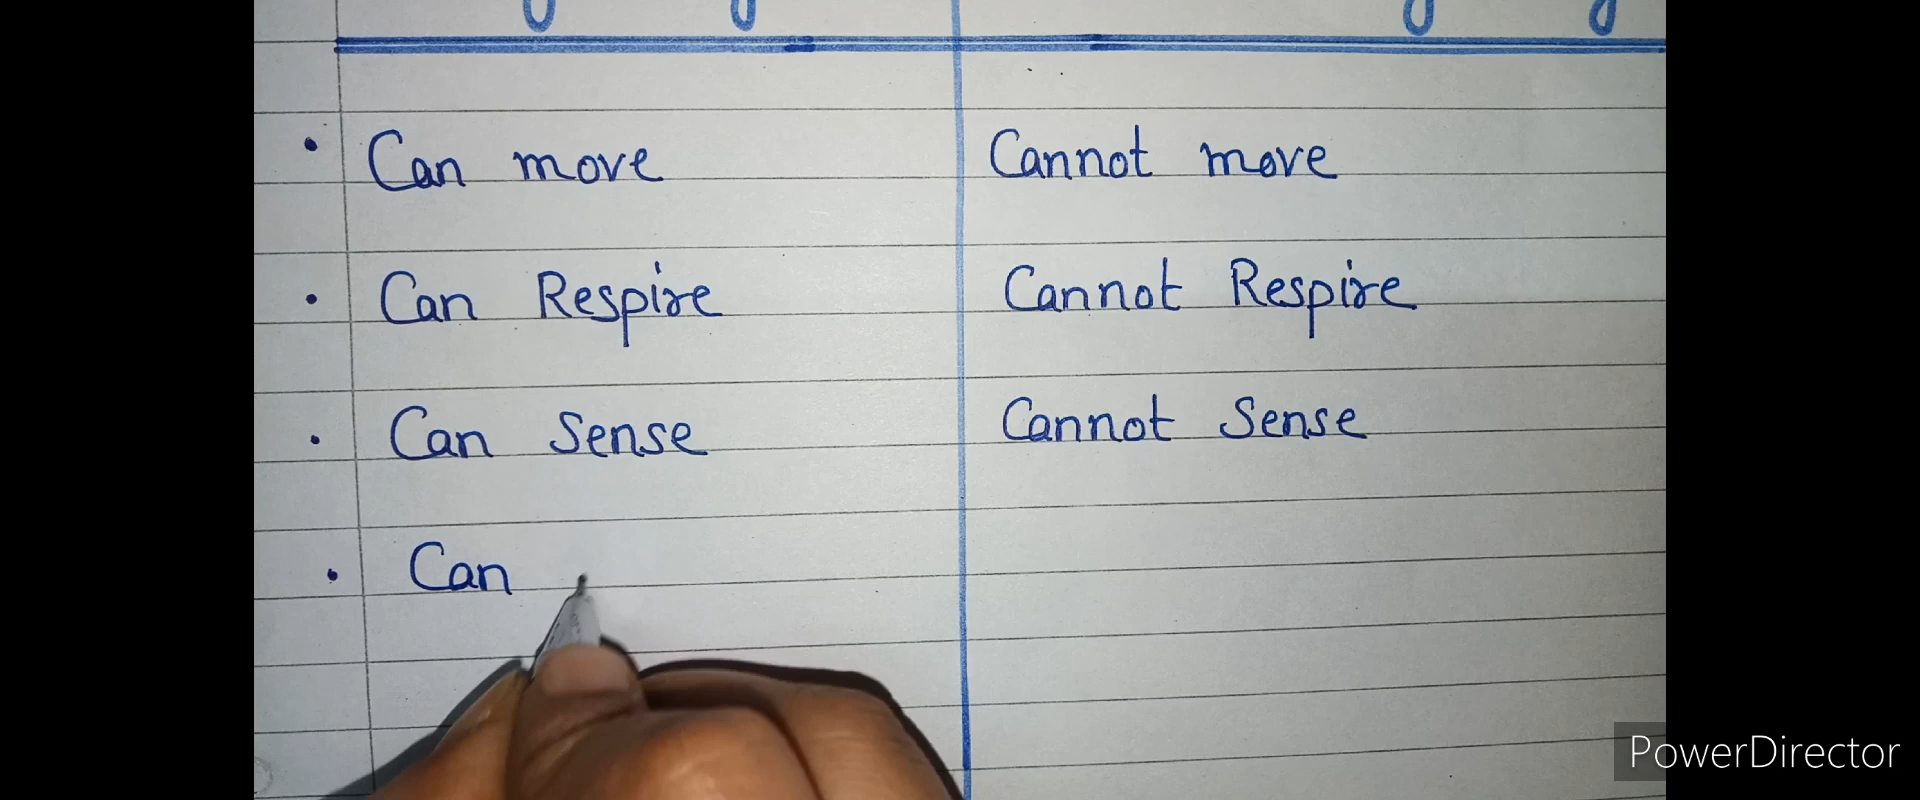 • Can move Cannot move
• Can Respire Cannot Respire
• Can Sense Cannot Sense
• Can
PowerDirector